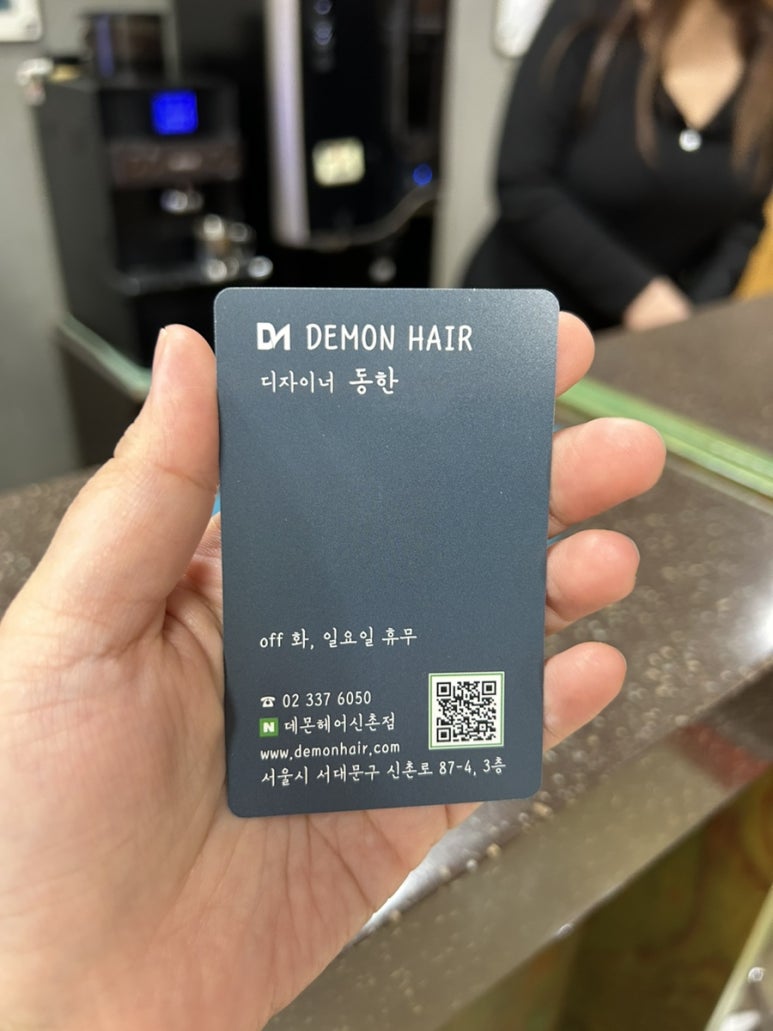 DM DEMON HAIR
디자이너 동한
off 화, 일요일 휴무
☎ 02 337 6050
N 데몬헤어신촌점
www.demonhair.com
서울시 서대문구 신촌로 87-4, 3층